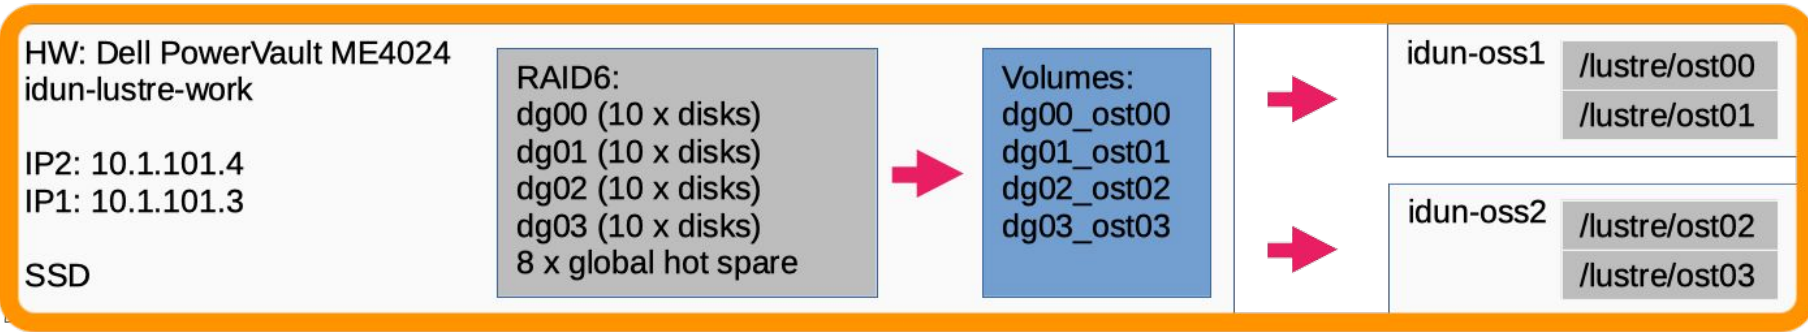 HW: Dell PowerVault ME4024
idun-lustre-work
IP2: 10.1.101.4
IP1: 10.1.101.3
SSD
RAID6:
dg00 (10 x disks)
dg01 (10 x disks)
dg02 (10 x disks)
dg03 (10 x disks)
8 x global hot spare
Volumes:
dg00_ost00
dg01_ost01
dg02_ost02
dg03_ost03
idun-oss1
/lustre/ost00
/lustre/ost01
idun-oss2
/lustre/ost02
/lustre/ost03